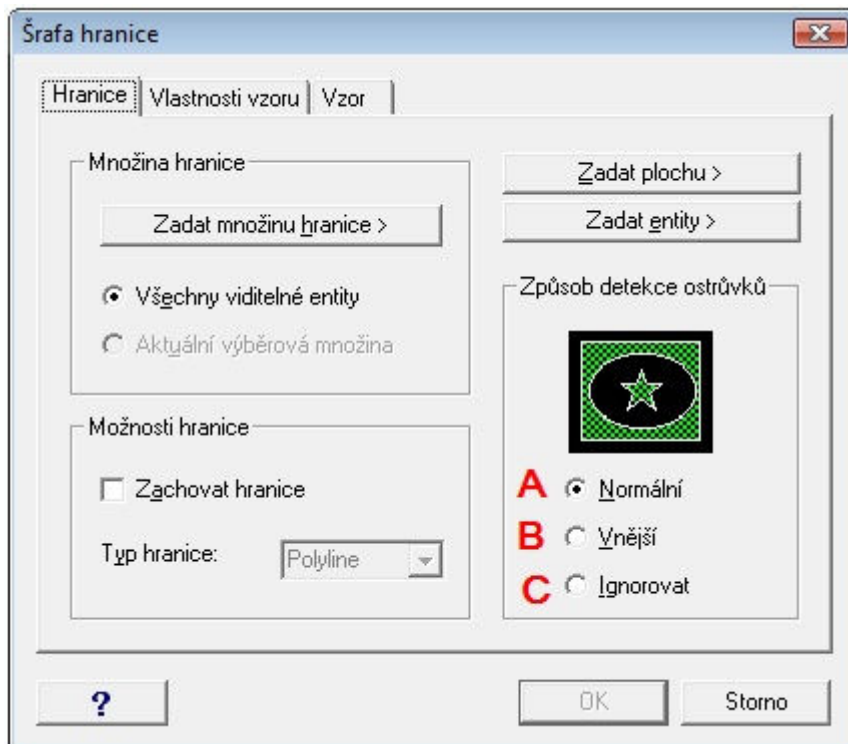 Šrafa hranice
Hranice
Vlastnosti vzoru
Vzor
Množina hranice
Zadat množinu hranice >
Všechny viditelné entity
Aktuální výběrová množina
Možnosti hranice
Zachovat hranice
Typ hranice: Polyline
Zadat plochu >
Zadat entity >
Způsob detekce ostrůvků
A Normální
B Vnější
C Ignorovat
?
OK
Storno